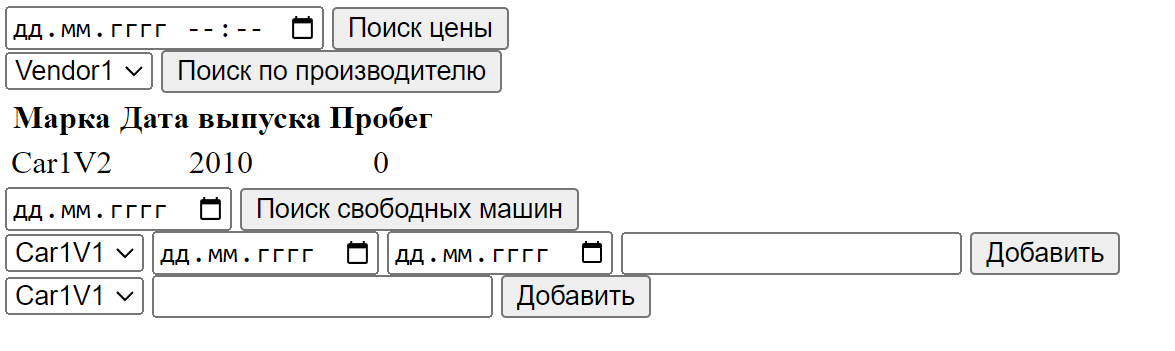 дд.мм.гггг --:-- Поиск цены
Vendor1 Поиск по производителю
Марка Дата выпуска Пробег
Car1V2 2010 0
дд.мм.гггг Поиск свободных машин
Car1V1 дд.мм.гггг дд.мм.гггг Добавить
Car1V1 Добавить